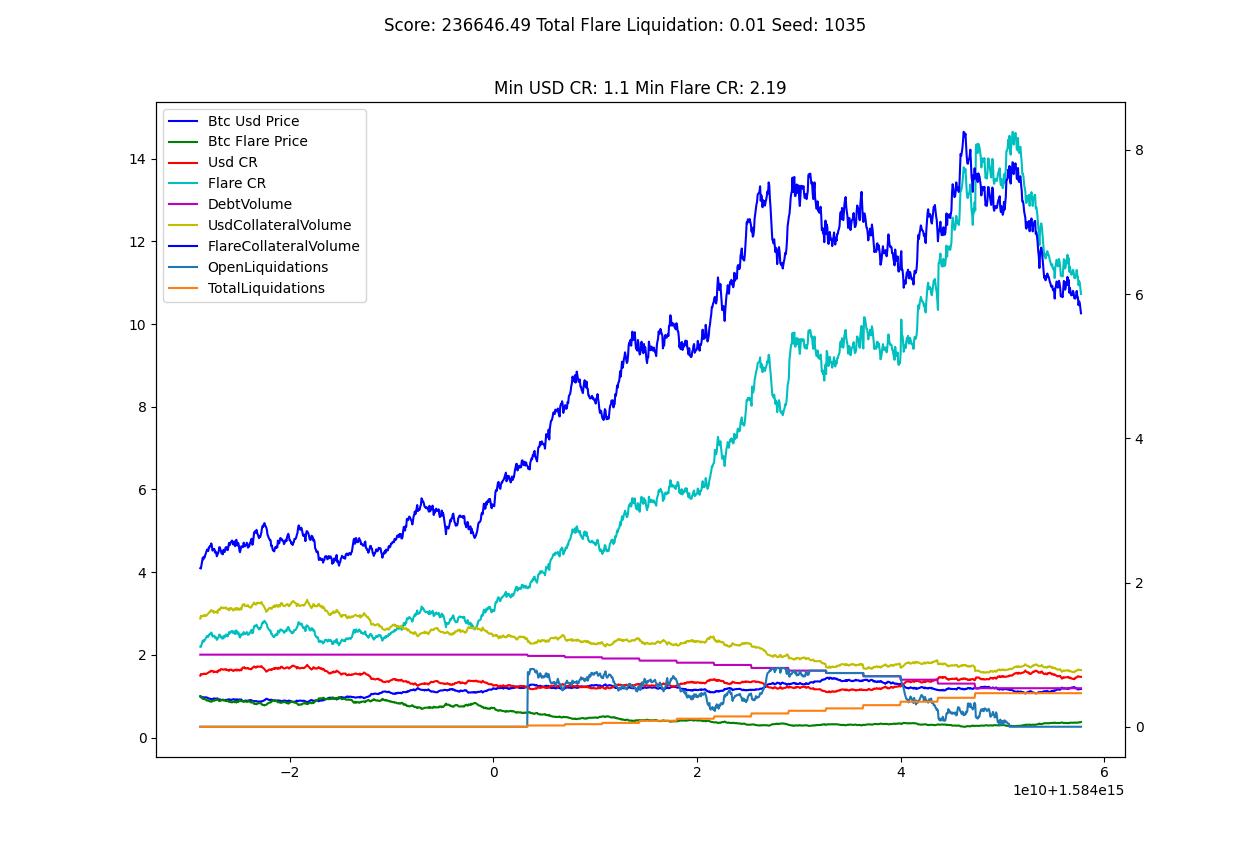 Score: 236646.49 Total Flare Liquidation: 0.01 Seed: 1035
Min USD CR: 1.1 Min Flare CR: 2.19
Btc Usd Price
Btc Flare Price
Usd CR
Flare CR
DebtVolume
UsdCollateralVolume
FlareCollateralVolume
OpenLiquidations
TotalLiquidations
14
12
10
8
6
4
2
0
8
6
4
2
0
−2
0
2
4
6
1e10+1.584e15